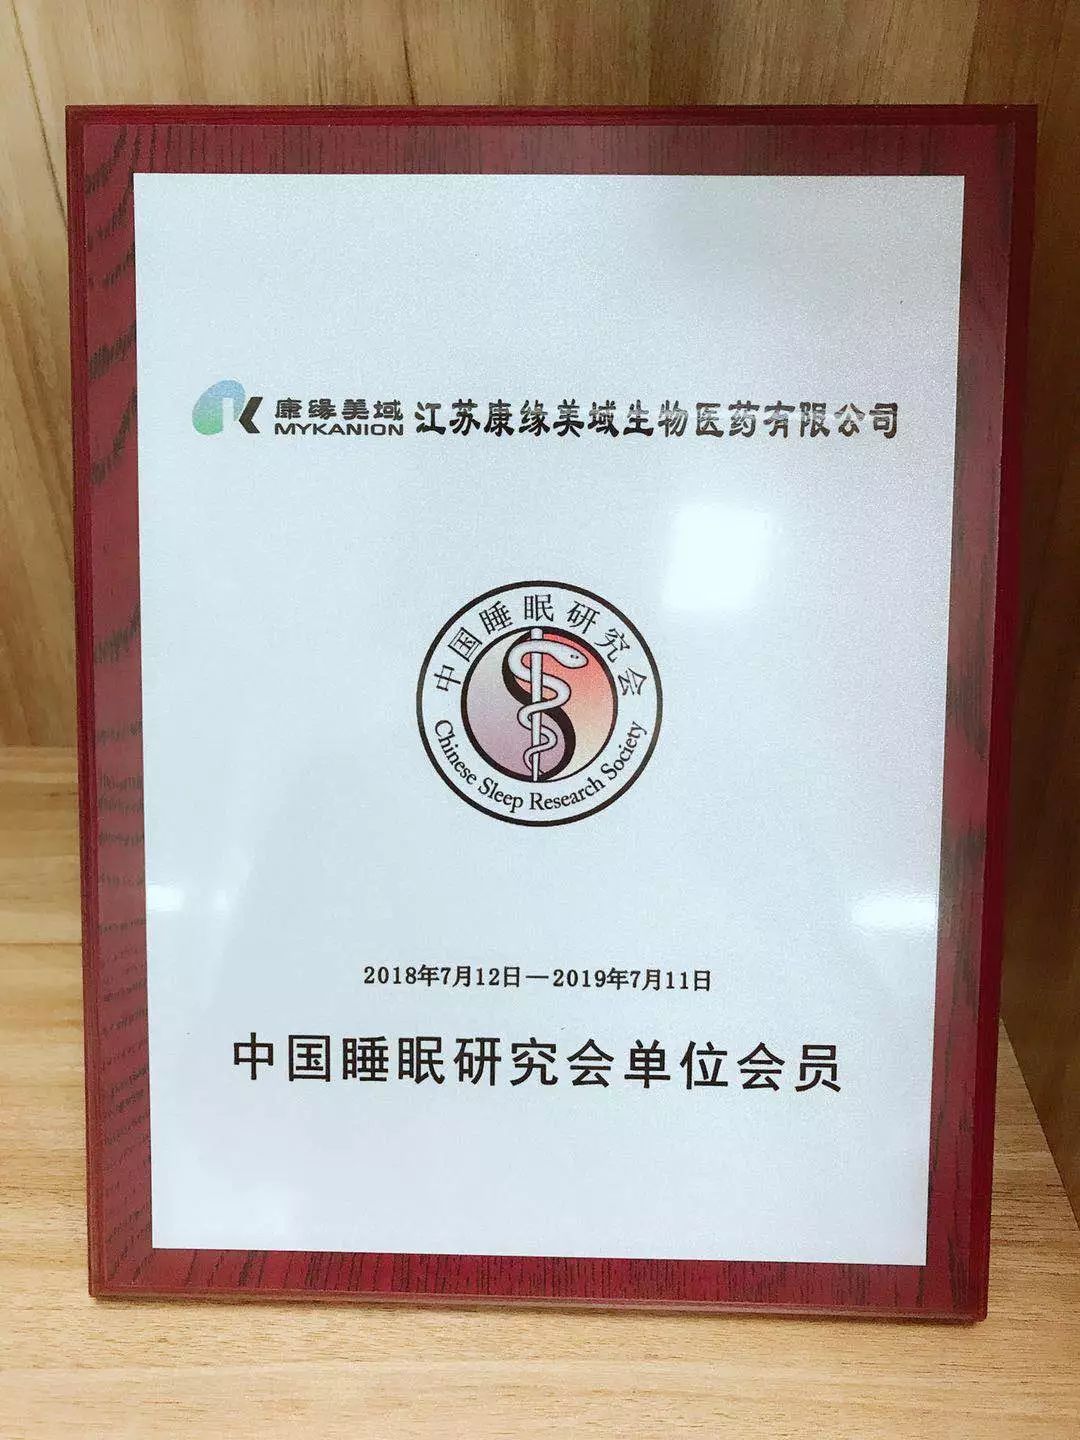 康缘美域 江苏康缘美域生物医药有限公司
MYKANION
中国睡眠研究会
Chinese Sleep Research Society
2018年7月12日—2019年7月11日
中国睡眠研究会单位会员